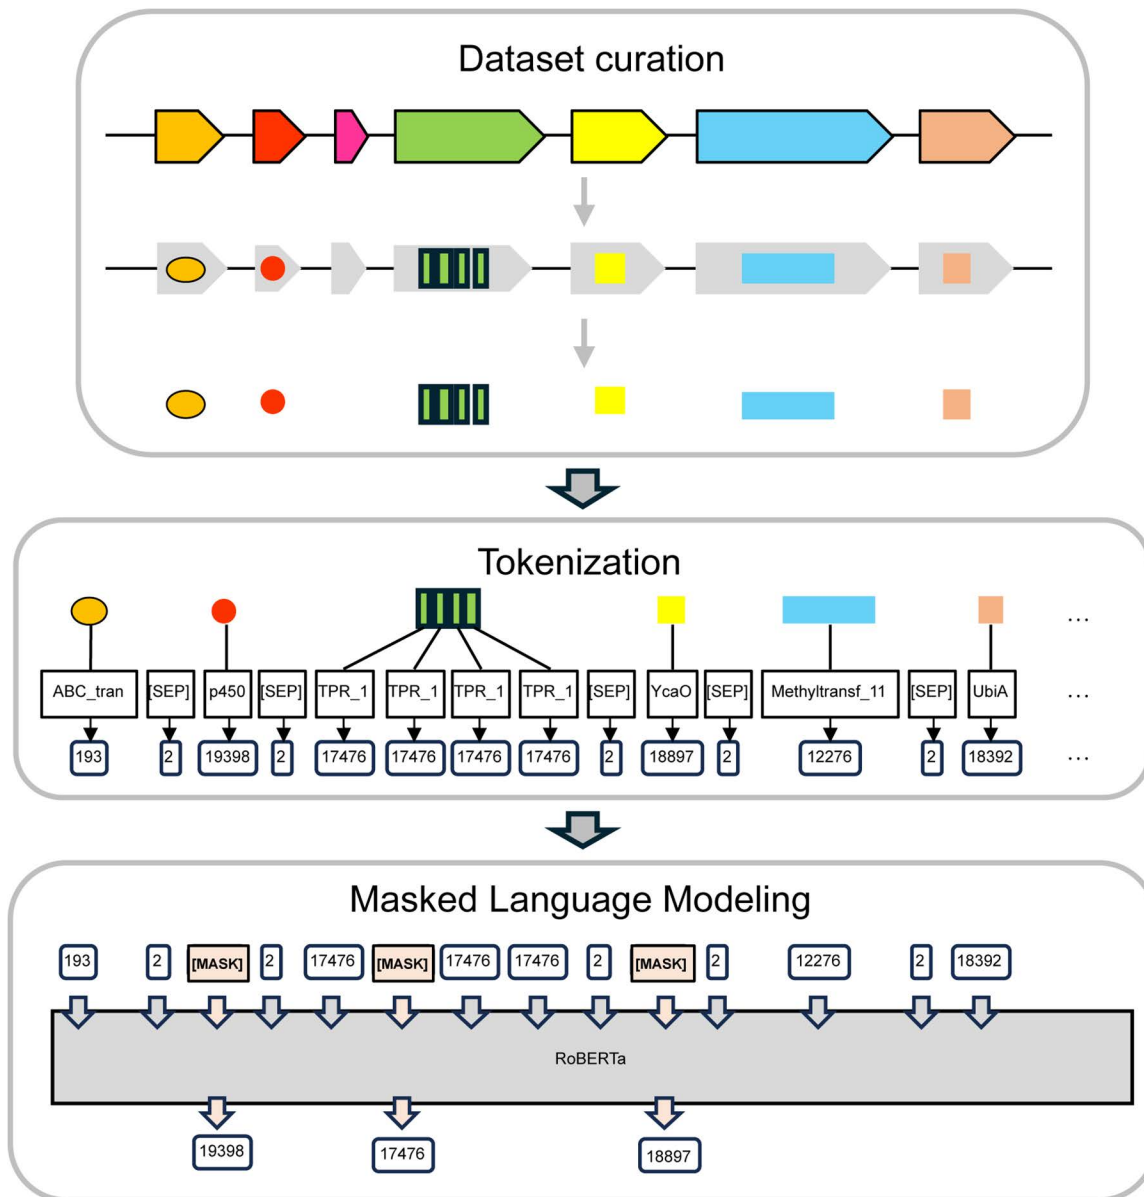 Dataset curation
Tokenization
ABC_tran [SEP] p450 [SEP] TPR_1 TPR_1 TPR_1 TPR_1 [SEP] YcaO [SEP] Methyltransf_11 [SEP] UbiA ...
193 2 19398 2 17476 17476 17476 17476 2 18897 2 12276 2 18392 ...
Masked Language Modeling
193 2 [MASK] 2 17476 [MASK] 17476 17476 2 [MASK] 2 12276 2 18392
RoBERTa
19398 17476 18897